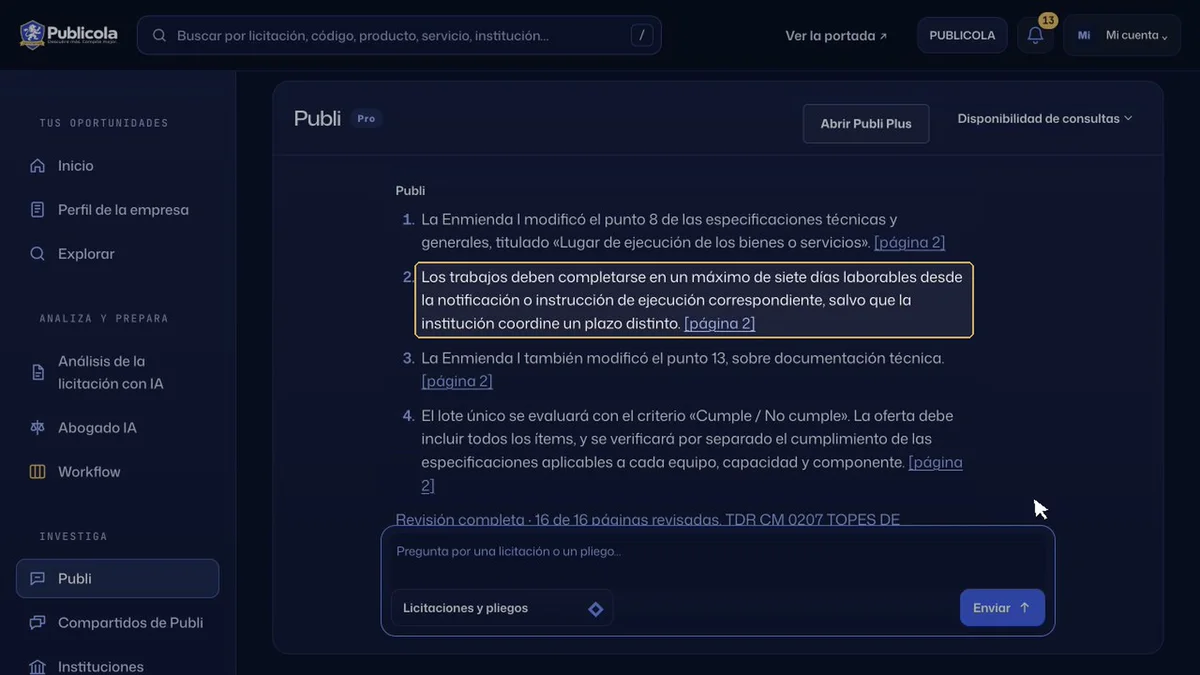 Publicola
Buscar por licitación, código, producto, servicio, institución...
/
Ver la portada ↗
PUBLICOLA
13
Mi
Mi cuenta
TUS OPORTUNIDADES
Inicio
Perfil de la empresa
Explorar
ANALIZA Y PREPARA
Análisis de la
licitación con IA
Abogado IA
Workflow
INVESTIGA
Publi
Compartidos de Publi
Instituciones
Publi
Pro
Abrir Publi Plus
Disponibilidad de consultas
Publi
1. La Enmienda I modificó el punto 8 de las especificaciones técnicas y
generales, titulado «Lugar de ejecución de los bienes o servicios». [página 2]
2. Los trabajos deben completarse en un máximo de siete días laborables desde
la notificación o instrucción de ejecución correspondiente, salvo que la
institución coordine un plazo distinto. [página 2]
3. La Enmienda I también modificó el punto 13, sobre documentación técnica.
[página 2]
4. El lote único se evaluará con el criterio «Cumple / No cumple». La oferta debe
incluir todos los ítems, y se verificará por separado el cumplimiento de las
especificaciones aplicables a cada equipo, capacidad y componente. [página
2]
Revisión completa · 16 de 16 páginas revisadas. TDR CM 0207 TOPES DE
Pregunta por una licitación o un pliego...
Licitaciones y pliegos
Enviar ↑